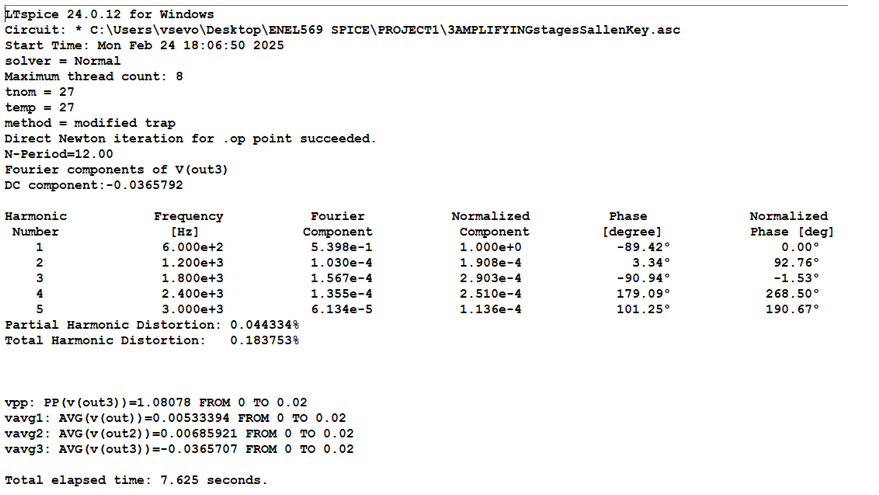 LTspice 24.0.12 for Windows
Circuit: * C:\Users\vsevo\Desktop\ENEL569 SPICE\PROJECT1\3AMPLIFYINGstagesSallenKey.asc
Start Time: Mon Feb 24 18:06:50 2025
solver = Normal
Maximum thread count: 8
tnom = 27
temp = 27
method = modified trap
Direct Newton iteration for .op point succeeded.
N-Period=12.00
Fourier components of V(out3)
DC component:-0.0365792
Harmonic Frequency Fourier Normalized Phase Normalized
Number [Hz] Component Component [degree] Phase [deg]
1 6.000e+2 5.398e-1 1.000e+0 -89.42° 0.00°
2 1.200e+3 1.030e-4 1.908e-4 3.34° 92.76°
3 1.800e+3 1.567e-4 2.903e-4 -90.94° -1.53°
4 2.400e+3 1.355e-4 2.510e-4 179.09° 268.50°
5 3.000e+3 6.134e-5 1.136e-4 101.25° 190.67°
Partial Harmonic Distortion: 0.044334%
Total Harmonic Distortion: 0.183753%
vpp: PP(v(out3))=1.08078 FROM 0 TO 0.02
vavg1: AVG(v(out))=0.00533394 FROM 0 TO 0.02
vavg2: AVG(v(out2))=0.00685921 FROM 0 TO 0.02
vavg3: AVG(v(out3))=-0.0365707 FROM 0 TO 0.02
Total elapsed time: 7.625 seconds.